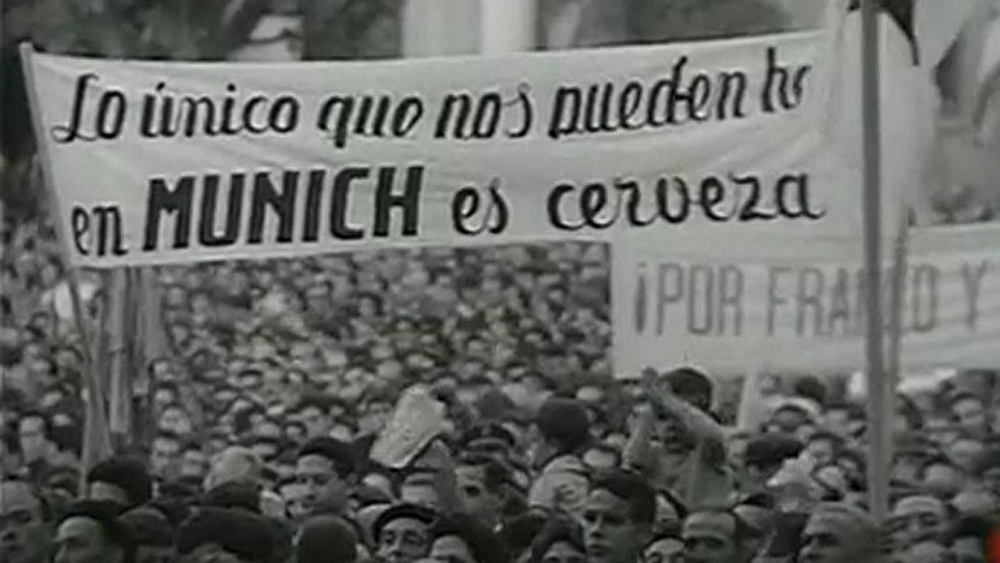 Lo único que nos pueden
en MUNICH es cerveza
¡POR FRANCO Y